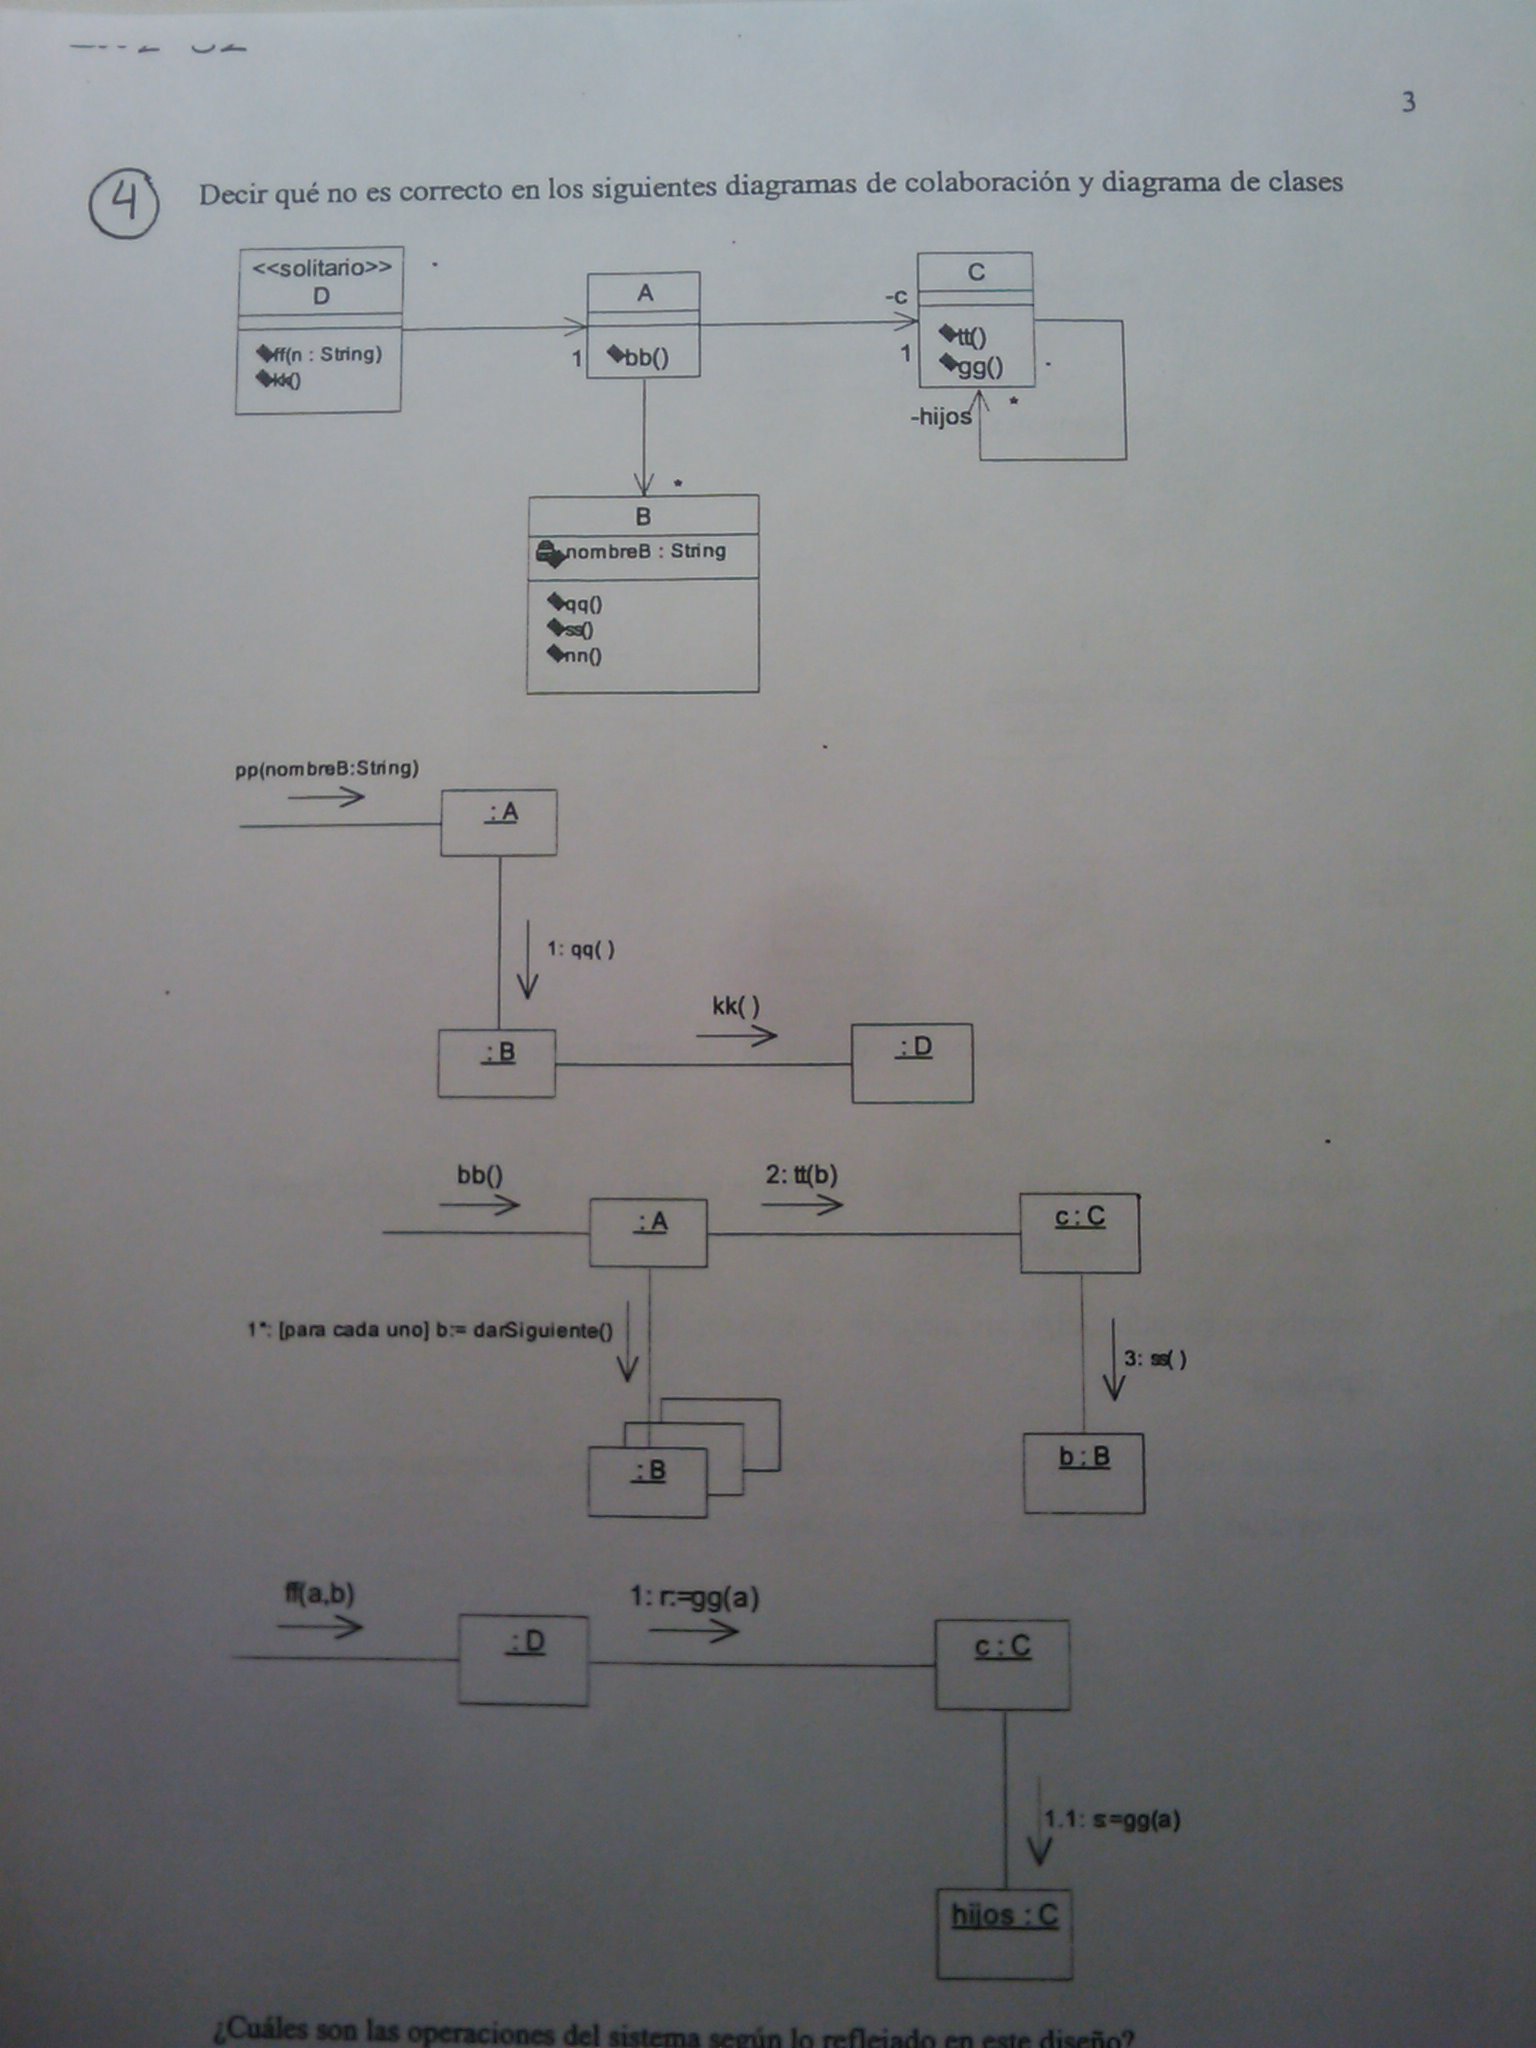 3
4 Decir qué no es correcto en los siguientes diagramas de colaboración y diagrama de clases
<<solitario>>
D
ff(n : String)
kk()
1
A
bb()
-c
1
C
tt()
gg()
-hijos
*
*
B
nombreB : String
qq()
ss()
nn()
pp(nombreB:String)
: A
1: qq( )
: B
kk( )
: D
bb()
: A
2: tt(b)
c : C
1*: [para cada uno] b:= darSiguiente()
: B
3: ss( )
b : B
ff(a,b)
: D
1: r:=gg(a)
c : C
1.1: s:=gg(a)
hijos : C
¿Cuáles son las operaciones del sistema según lo reflejado en este diseño?